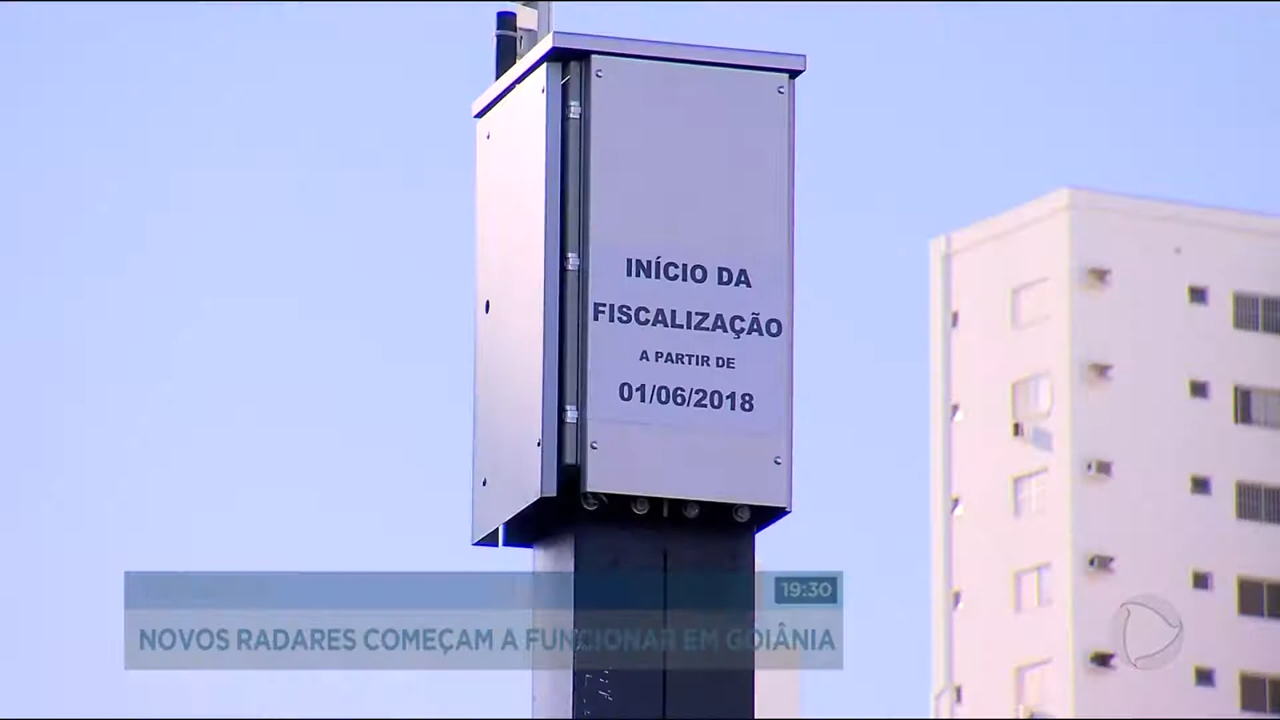 INÍCIO DA
FISCALIZAÇÃO
A PARTIR DE
01/06/2018
19:30
NOVOS RADARES COMEÇAM A FUNCIONAR EM GOIÂNIA